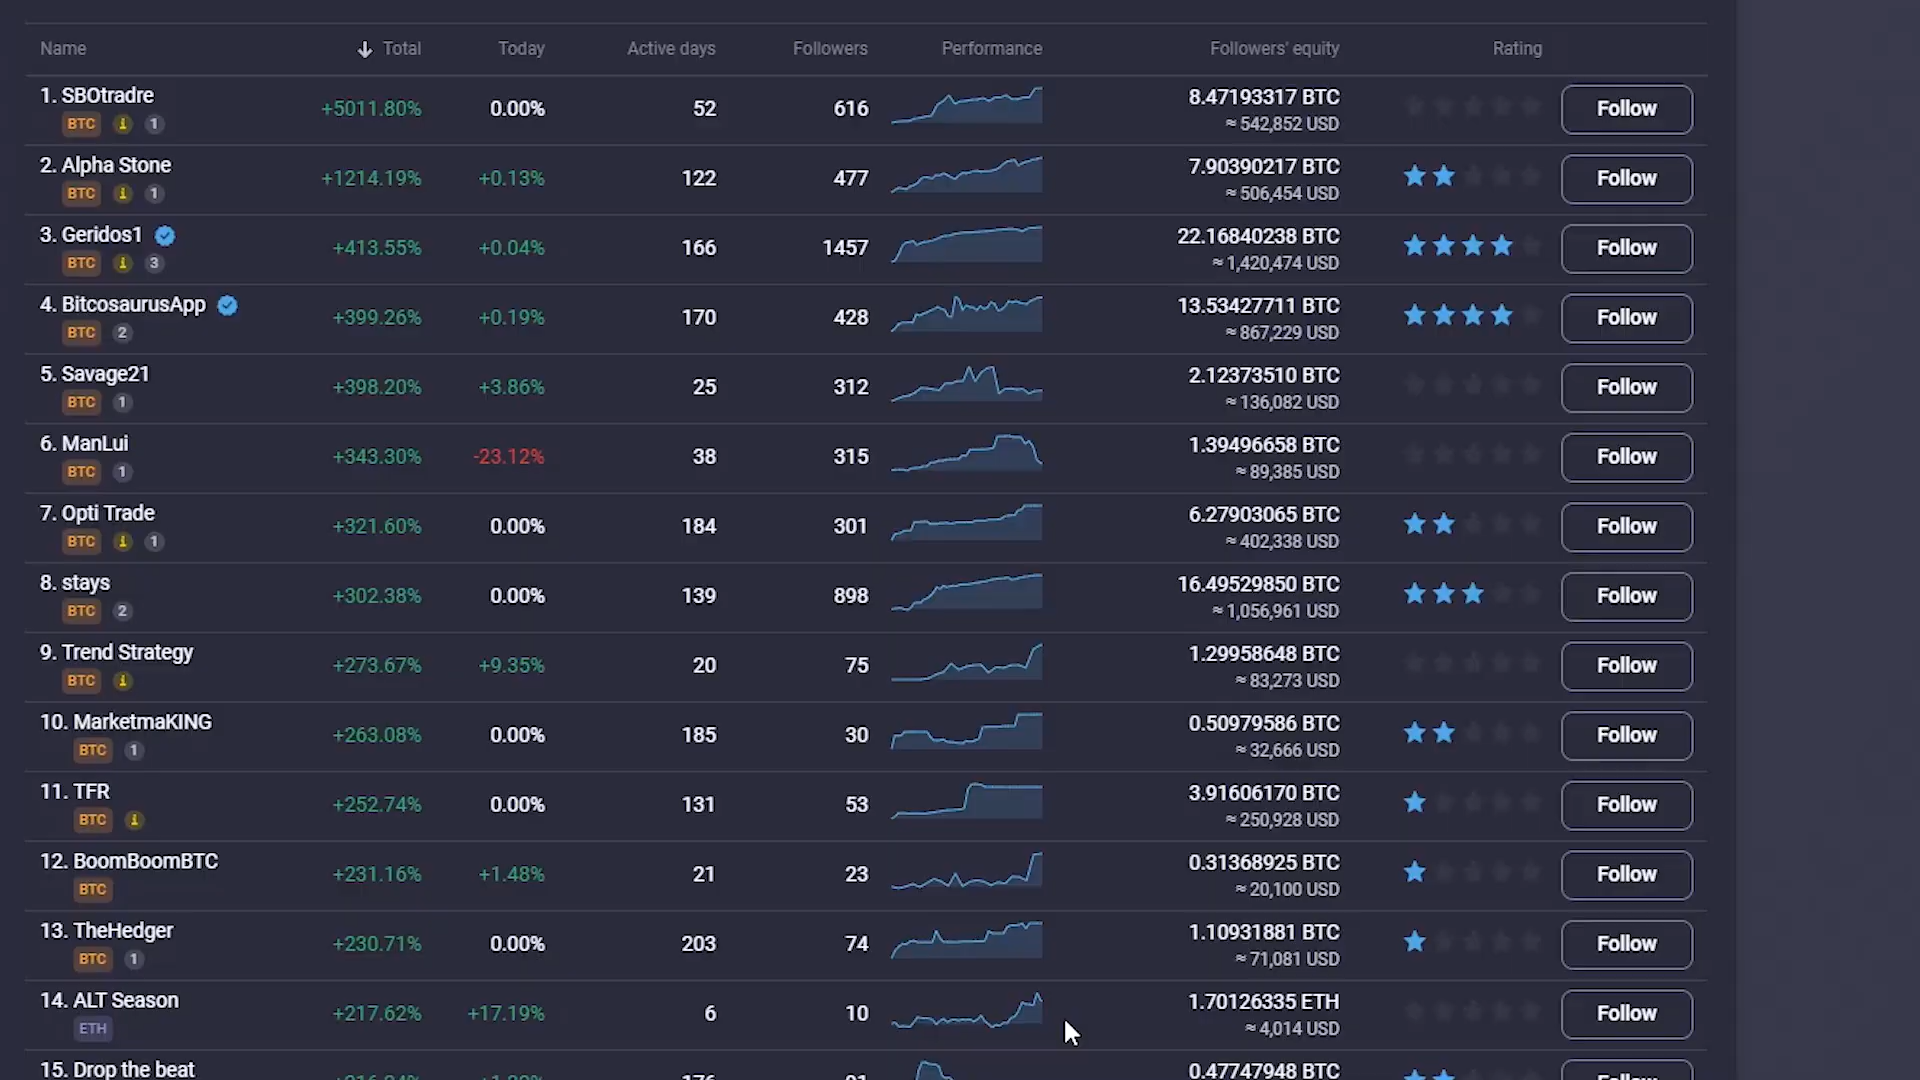 Name Total Today Active days Followers Performance Followers' equity Rating
1. SBOtradre +5011.80% 0.00% 52 616 8.47193317 BTC Follow
BTC i 1 ≈ 542,852 USD
2. Alpha Stone +1214.19% +0.13% 122 477 7.90390217 BTC Follow
BTC i 1 ≈ 506,454 USD
3. Geridos1 +413.55% +0.04% 166 1457 22.16840238 BTC Follow
BTC i 3 ≈ 1,420,474 USD
4. BitcosaurusApp +399.26% +0.19% 170 428 13.53427711 BTC Follow
BTC 2 ≈ 867,229 USD
5. Savage21 +398.20% +3.86% 25 312 2.12373510 BTC Follow
BTC 1 ≈ 136,082 USD
6. ManLui +343.30% -23.12% 38 315 1.39496658 BTC Follow
BTC 1 ≈ 89,385 USD
7. Opti Trade +321.60% 0.00% 184 301 6.27903065 BTC Follow
BTC i 1 ≈ 402,338 USD
8. stays +302.38% 0.00% 139 898 16.49529850 BTC Follow
BTC 2 ≈ 1,056,961 USD
9. Trend Strategy +273.67% +9.35% 20 75 1.29958648 BTC Follow
BTC i ≈ 83,273 USD
10. MarketmaKING +263.08% 0.00% 185 30 0.50979586 BTC Follow
BTC 1 ≈ 32,666 USD
11. TFR +252.74% 0.00% 131 53 3.91606170 BTC Follow
BTC i ≈ 250,928 USD
12. BoomBoomBTC +231.16% +1.48% 21 23 0.31368925 BTC Follow
BTC ≈ 20,100 USD
13. TheHedger +230.71% 0.00% 203 74 1.10931881 BTC Follow
BTC 1 ≈ 71,081 USD
14. ALT Season +217.62% +17.19% 6 10 1.70126335 ETH Follow
ETH ≈ 4,014 USD
15. Drop the beat 0.47747948 BTC Follow